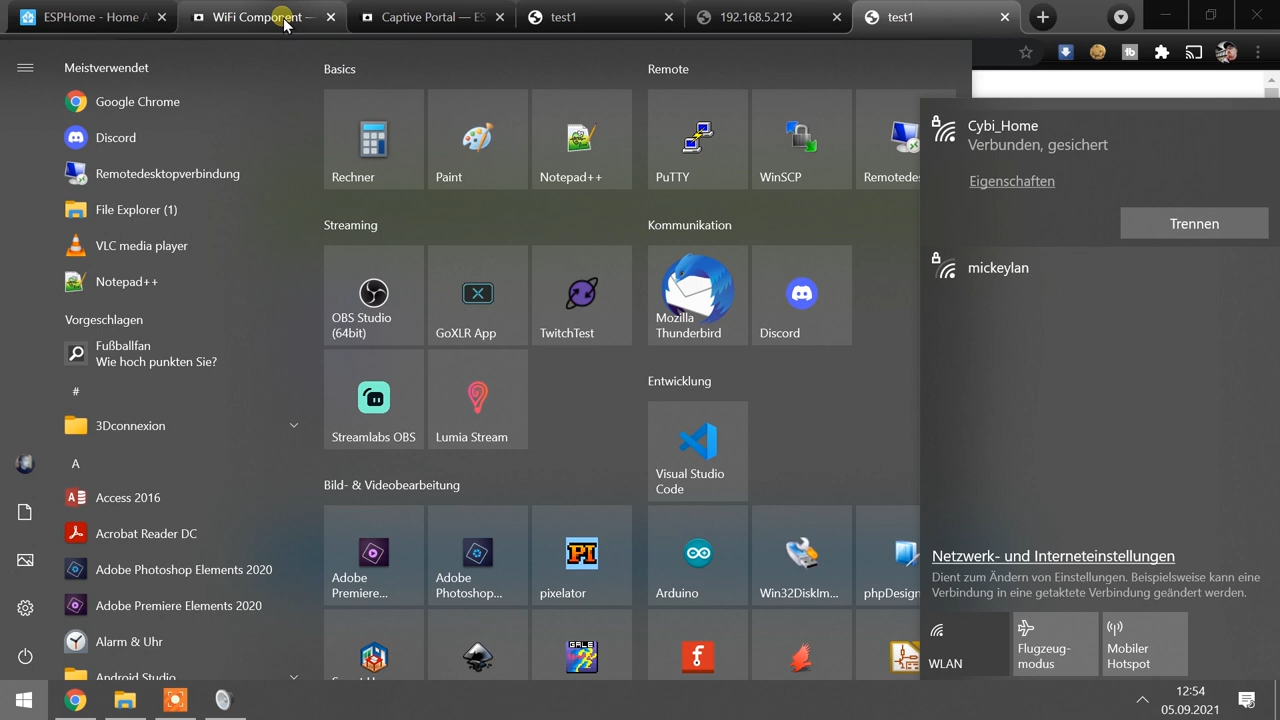 ESPHome - Home A
WiFi Component —
Captive Portal — ES
test1
192.168.5.212
test1
Meistverwendet
Google Chrome
Discord
Remotedesktopverbindung
File Explorer (1)
VLC media player
Notepad++
Vorgeschlagen
Fußballfan
Wie hoch punkten Sie?
#
3Dconnexion
A
Access 2016
Acrobat Reader DC
Adobe Photoshop Elements 2020
Adobe Premiere Elements 2020
Alarm & Uhr
Android Studio
Basics
Rechner
Paint
Notepad++
Streaming
OBS Studio
(64bit)
GoXLR App
TwitchTest
Streamlabs OBS
Lumia Stream
Bild- & Videobearbeitung
Adobe
Premiere...
Adobe
Photoshop...
pixelator
Remote
PuTTY
WinSCP
Remotedes
Kommunikation
Mozilla
Thunderbird
Discord
Entwicklung
Visual Studio
Code
Arduino
Win32DiskIm...
phpDesign
Cybi_Home
Verbunden, gesichert
Eigenschaften
Trennen
mickeylan
Netzwerk- und Interneteinstellungen
Dient zum Ändern von Einstellungen. Beispielsweise kann eine
Verbindung in eine getaktete Verbindung geändert werden.
WLAN
Flugzeug-
modus
Mobiler
Hotspot
12:54
05.09.2021